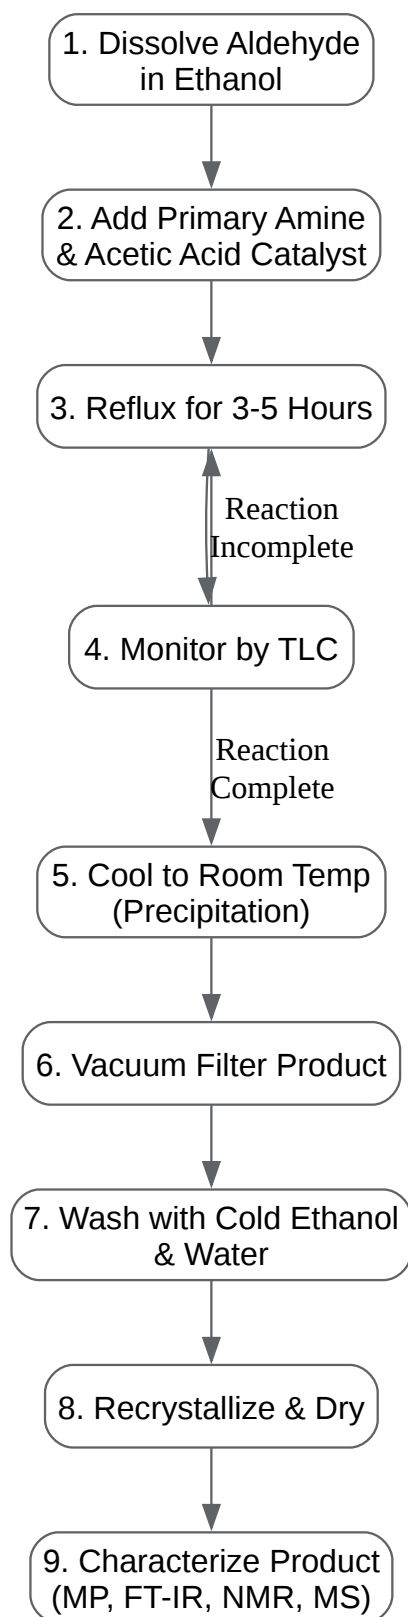 1. Dissolve Aldehyde
in Ethanol
2. Add Primary Amine
& Acetic Acid Catalyst
3. Reflux for 3-5 Hours
Reaction
Incomplete
4. Monitor by TLC
Reaction
Complete
5. Cool to Room Temp
(Precipitation)
6. Vacuum Filter Product
7. Wash with Cold Ethanol
& Water
8. Recrystallize & Dry
9. Characterize Product
(MP, FT-IR, NMR, MS)